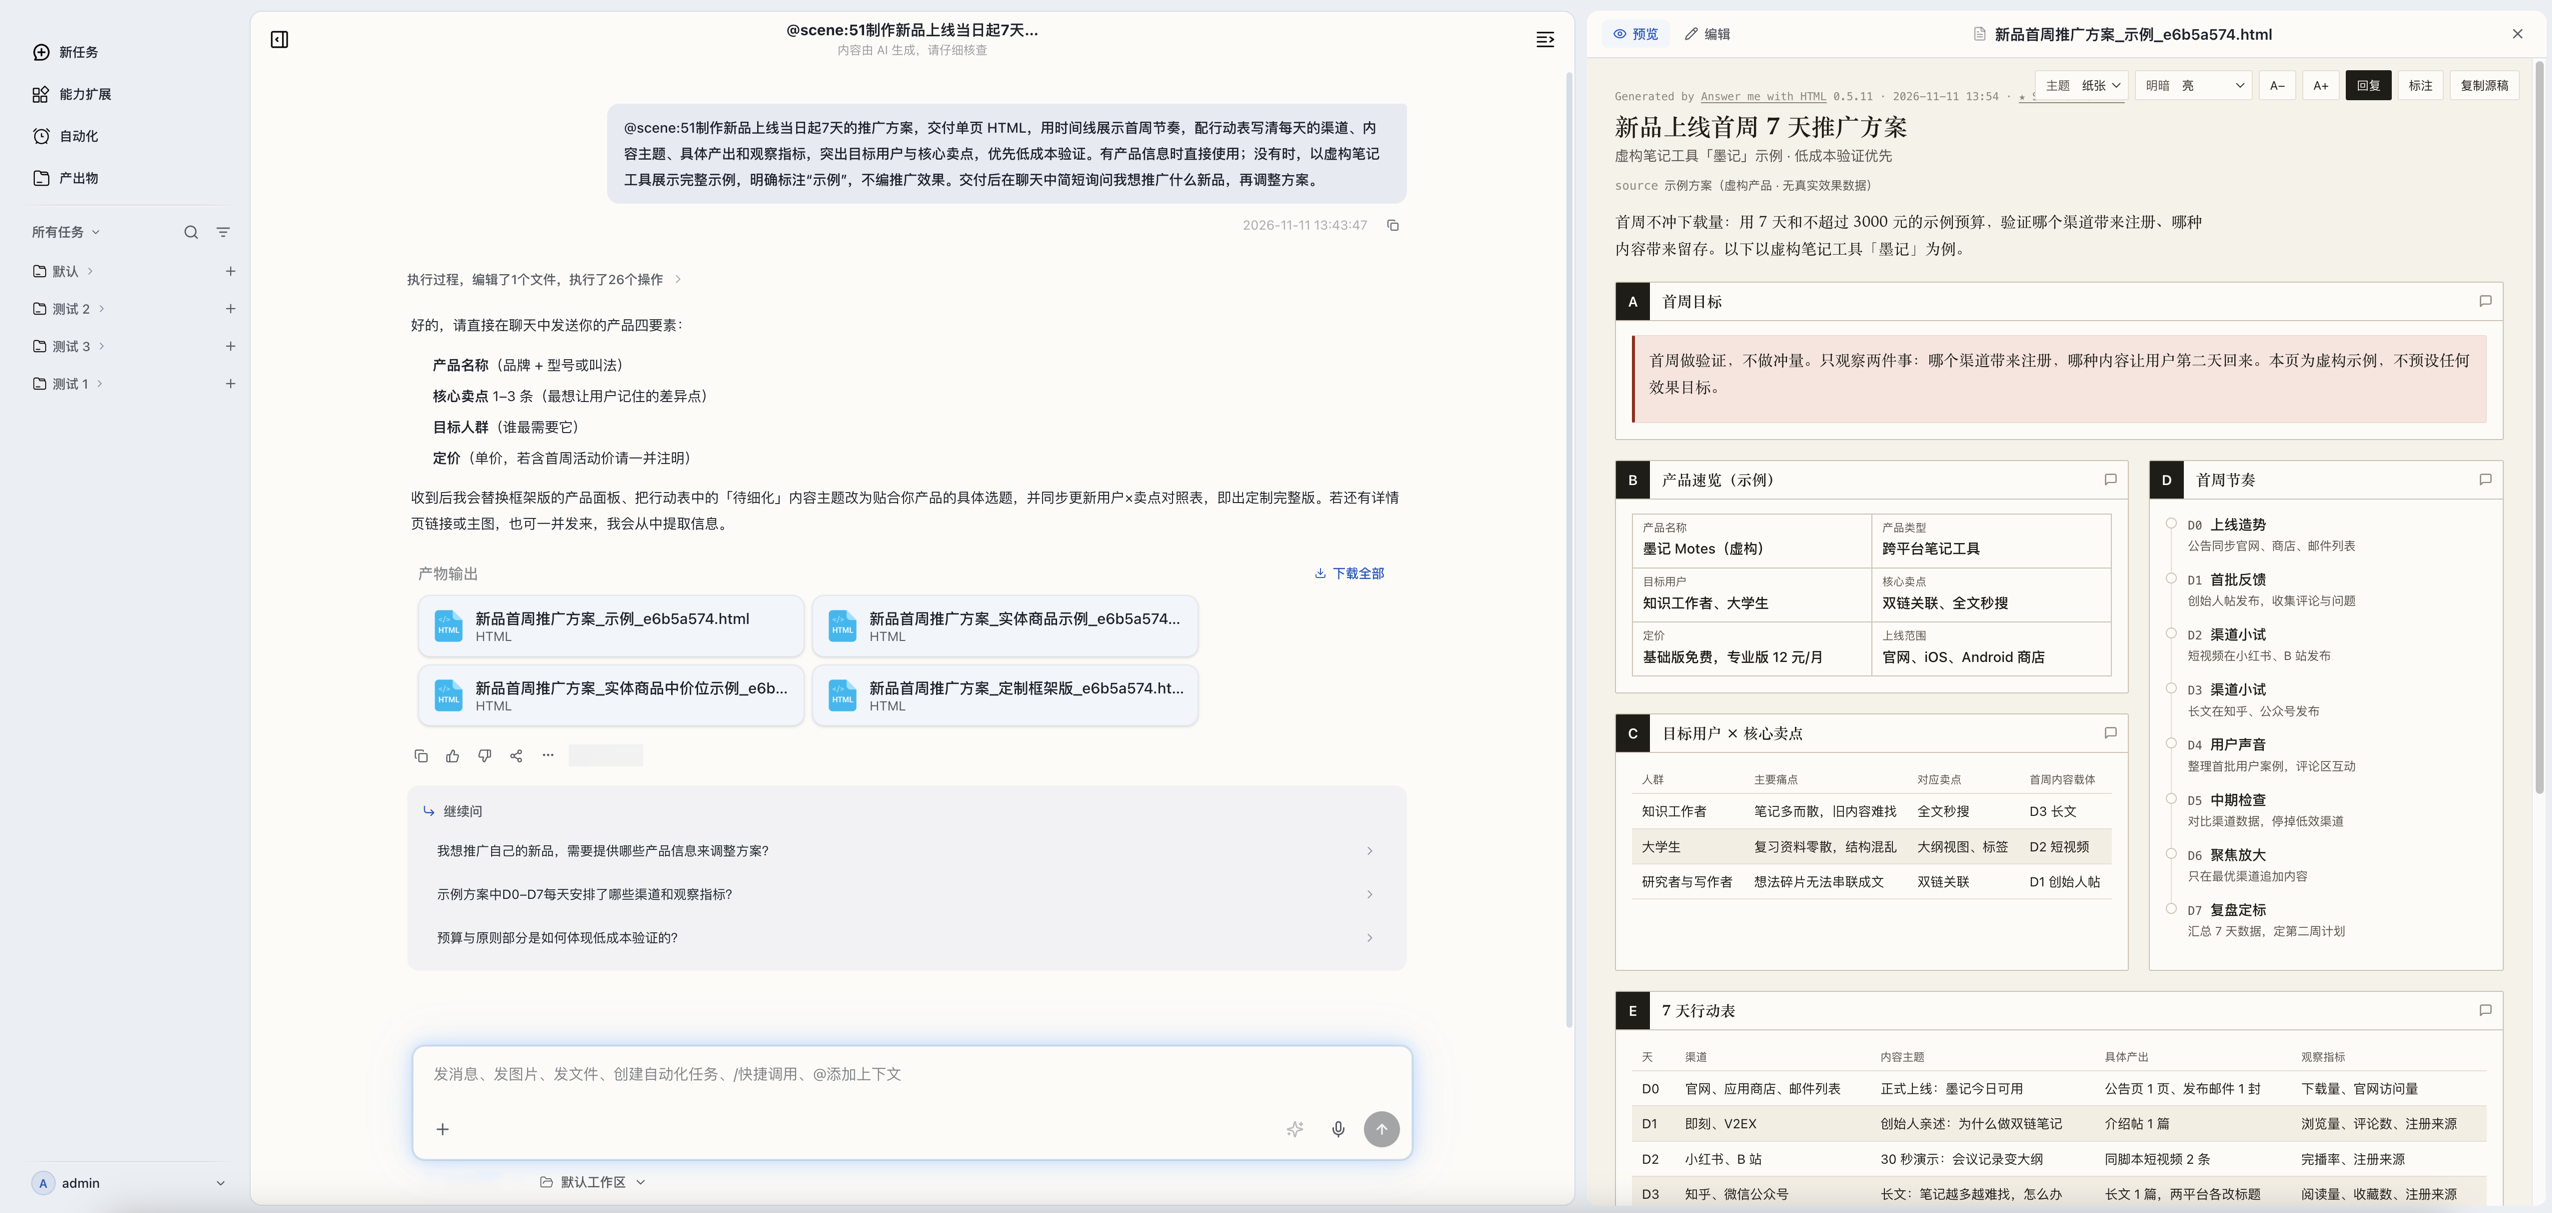 新任务
能力扩展
自动化
产出物
所有任务
默认
测试 2
测试 3
测试 1
A admin
@scene:51制作新品上线当日起7天...
内容由 AI 生成，请仔细核查
@scene:51制作新品上线当日起7天的推广方案，交付单页 HTML，用时间线展示首周节奏，配行动表写清每天的渠道、内
容主题、具体产出和观察指标，突出目标用户与核心卖点，优先低成本验证。有产品信息时直接使用；没有时，以虚构笔记
工具展示完整示例，明确标注“示例”，不编推广效果。交付后在聊天中简短询问我想推广什么新品，再调整方案。
2026-11-11 13:43:47
执行过程，编辑了1个文件，执行了26个操作
好的，请直接在聊天中发送你的产品四要素：
产品名称（品牌 + 型号或叫法）
核心卖点 1–3 条（最想让用户记住的差异点）
目标人群（谁最需要它）
定价（单价，若含首周活动价请一并注明）
收到后我会替换框架版的产品面板、把行动表中的「待细化」内容主题改为贴合你产品的具体选题，并同步更新用户×卖点对照表，即出定制完整版。若还有详情
页链接或主图，也可一并发来，我会从中提取信息。
产物输出
下载全部
新品首周推广方案_示例_e6b5a574.html
HTML
新品首周推广方案_实体商品示例_e6b5a574...
HTML
新品首周推广方案_实体商品中价位示例_e6b...
HTML
新品首周推广方案_定制框架版_e6b5a574.ht...
HTML
继续问
我想推广自己的新品，需要提供哪些产品信息来调整方案？
示例方案中D0–D7每天安排了哪些渠道和观察指标？
预算与原则部分是如何体现低成本验证的？
发消息、发图片、发文件、创建自动化任务、/快捷调用、@添加上下文
默认工作区
预览
编辑
新品首周推广方案_示例_e6b5a574.html
主题 纸张
明暗 亮
A−
A+
回复
标注
复制源稿
Generated by Answer me with HTML 0.5.11 · 2026-11-11 13:54 · ★
新品上线首周 7 天推广方案
虚构笔记工具「墨记」示例 · 低成本验证优先
source 示例方案（虚构产品 · 无真实效果数据）
首周不冲下载量：用 7 天和不超过 3000 元的示例预算，验证哪个渠道带来注册、哪种
内容带来留存。以下以虚构笔记工具「墨记」为例。
A 首周目标
首周做验证，不做冲量。只观察两件事：哪个渠道带来注册，哪种内容让用户第二天回来。本页为虚构示例，不预设任何
效果目标。
B 产品速览（示例）
产品名称 产品类型
墨记 Motes（虚构） 跨平台笔记工具
目标用户 核心卖点
知识工作者、大学生 双链关联、全文秒搜
定价 上线范围
基础版免费，专业版 12 元/月 官网、iOS、Android 商店
C 目标用户 × 核心卖点
人群 主要痛点 对应卖点 首周内容载体
知识工作者 笔记多而散，旧内容难找 全文秒搜 D3 长文
大学生 复习资料零散，结构混乱 大纲视图、标签 D2 短视频
研究者与写作者 想法碎片无法串联成文 双链关联 D1 创始人帖
D 首周节奏
D0 上线造势
公告同步官网、商店、邮件列表
D1 首批反馈
创始人帖发布，收集评论与问题
D2 渠道小试
短视频在小红书、B 站发布
D3 渠道小试
长文在知乎、公众号发布
D4 用户声音
整理首批用户案例，评论区互动
D5 中期检查
对比渠道数据，停掉低效渠道
D6 聚焦放大
只在最优渠道追加内容
D7 复盘定标
汇总 7 天数据，定第二周计划
E 7 天行动表
天 渠道 内容主题 具体产出 观察指标
D0 官网、应用商店、邮件列表 正式上线：墨记今日可用 公告页 1 页、发布邮件 1 封 下载量、官网访问量
D1 即刻、V2EX 创始人亲述：为什么做双链笔记 介绍帖 1 篇 浏览量、评论数、注册来源
D2 小红书、B 站 30 秒演示：会议记录变大纲 同脚本短视频 2 条 完播率、注册来源
D3 知乎、微信公众号 长文：笔记越多越难找，怎么办 长文 1 篇，两平台各改标题 阅读量、收藏数、注册来源